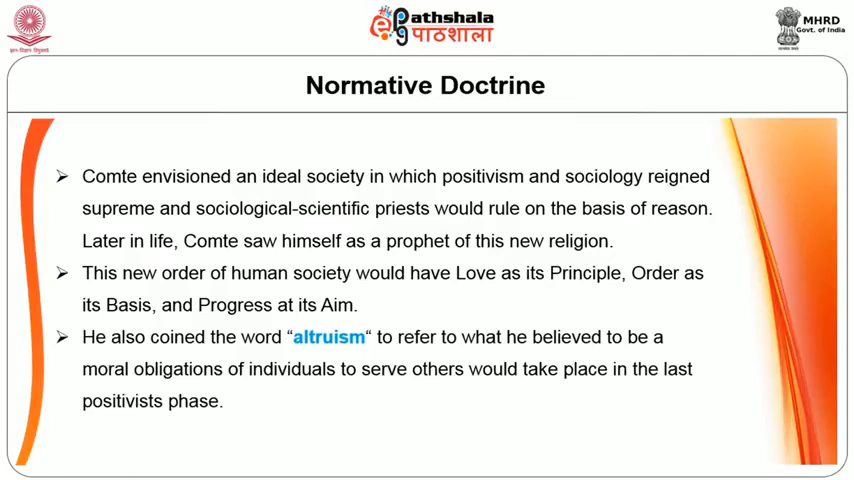 Pathshala
पाठशाला
MHRD
Govt. of India
Normative Doctrine
➢ Comte envisioned an ideal society in which positivism and sociology reigned
supreme and sociological-scientific priests would rule on the basis of reason.
Later in life, Comte saw himself as a prophet of this new religion.
➢ This new order of human society would have Love as its Principle, Order as
its Basis, and Progress at its Aim.
➢ He also coined the word “altruism“ to refer to what he believed to be a
moral obligations of individuals to serve others would take place in the last
positivists phase.